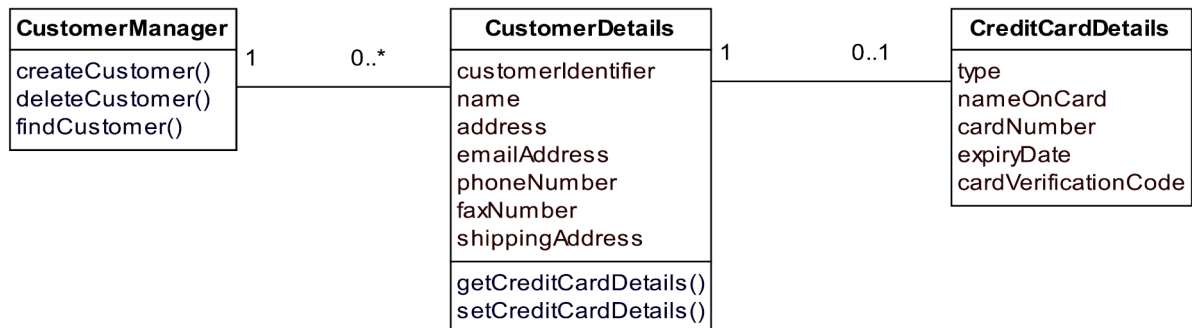 CustomerManager
createCustomer()
deleteCustomer()
findCustomer()
1
0..*
CustomerDetails
customerIdentifier
name
address
emailAddress
phoneNumber
faxNumber
shippingAddress
getCreditCardDetails()
setCreditCardDetails()
1
0..1
CreditCardDetails
type
nameOnCard
cardNumber
expiryDate
cardVerificationCode